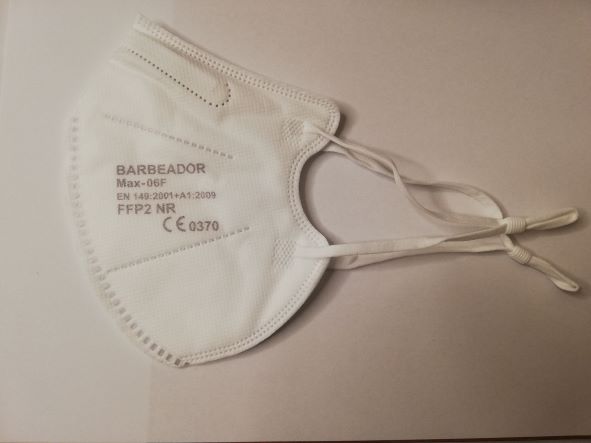 BARBEADOR
Max-06F
EN 149:2001+A1:2009
FFP2 NR
CE 0370